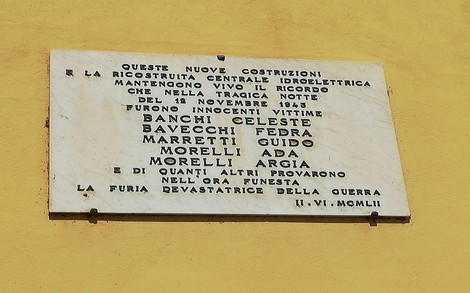 QUESTE NUOVE COSTRUZIONI
E LA RICOSTRUITA CENTRALE IDROELETTRICA
MANTENGONO VIVO IL RICORDO
CHE NELLA TRAGICA NOTTE
DEL 12 NOVEMBRE 1943
FURONO INNOCENTI VITTIME
BANCHI CELESTE
BAVECCHI FEDRA
MARRETTI GUIDO
MORELLI ADA
MORELLI ARGIA
E DI QUANTI ALTRI PROVARONO
NELL'ORA FUNESTA
LA FURIA DEVASTATRICE DELLA GUERRA
II.VI.MCMLII